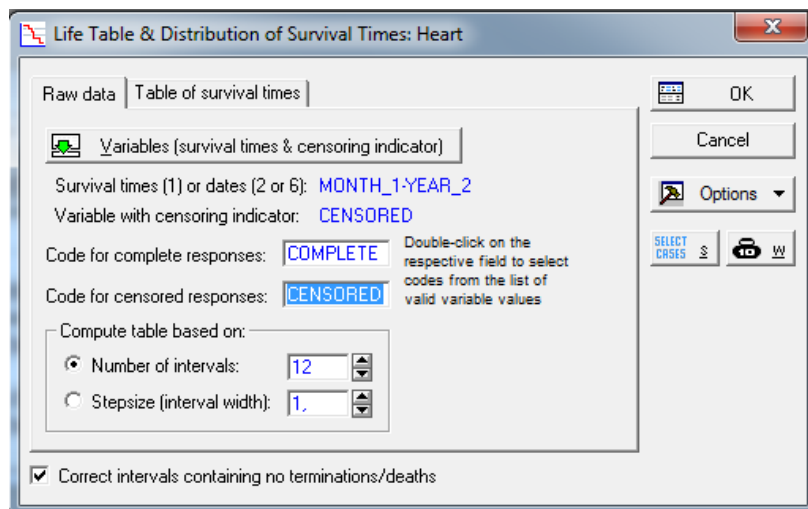 Life Table & Distribution of Survival Times: Heart
Raw data
Table of survival times
Variables (survival times & censoring indicator)
Survival times (1) or dates (2 or 6): MONTH_1-YEAR_2
Variable with censoring indicator: CENSORED
Code for complete responses: COMPLETE
Code for censored responses: CENSORED
Double-click on the
respective field to select
codes from the list of
valid variable values
Compute table based on:
Number of intervals: 12
Stepsize (interval width): 1,
Correct intervals containing no terminations/deaths
OK
Cancel
Options
SELECT
CASES S
W